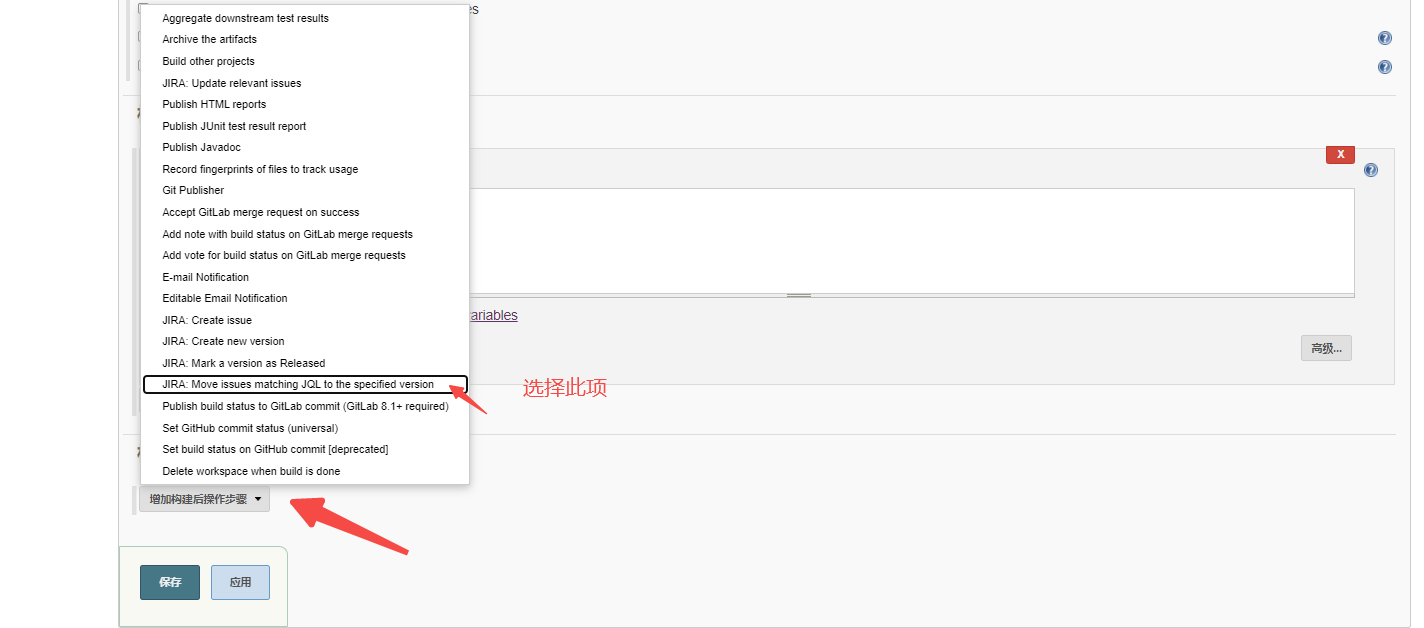 Aggregate downstream test results
Archive the artifacts
Build other projects
JIRA: Update relevant issues
Publish HTML reports
Publish JUnit test result report
Publish Javadoc
X
Record fingerprints of files to track usage
Git Publisher
Accept GitLab merge request on success
Add note with build status on GitLab merge requests
Add vote for build status on GitLab merge requests
E-mail Notification
Editable Email Notification
JIRA: Create issue
ariables
JIRA: Create new version
高级...
JIRA: Mark a version as Released
JIRA: Move issues matching JQL to the specified version
选择此项
Publish build status to GitLab commit (GitLab 8.1+ required)
Set GitHub commit status (universal)
Set build status on GitHub commit [deprecated]
Delete workspace when build is done
增加构建后操作步骤
保存
应用